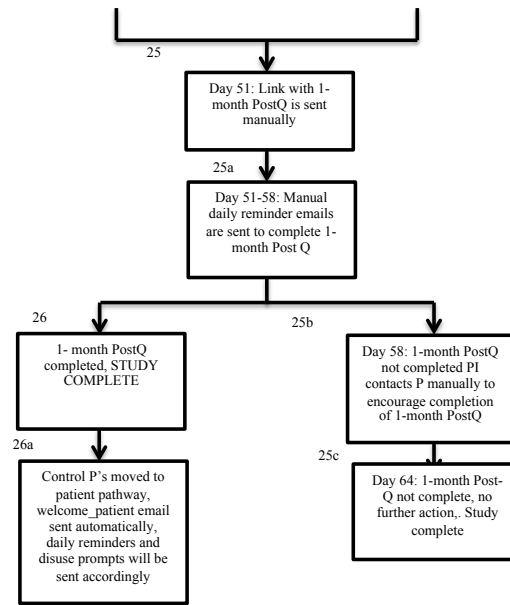 25
Day 51: Link with 1-
month PostQ is sent
manually
25a
Day 51-58: Manual
daily reminder emails
are sent to complete 1-
month Post Q
26
1- month PostQ
completed, STUDY
COMPLETE
25b
Day 58: 1-month PostQ
not completed PI
contacts P manually to
encourage completion
of 1-month PostQ
26a
Control P's moved to
patient pathway,
welcome_patient email
sent automatically,
daily reminders and
disuse prompts will be
sent accordingly
25c
Day 64: 1-month Post-
Q not complete, no
further action,. Study
complete